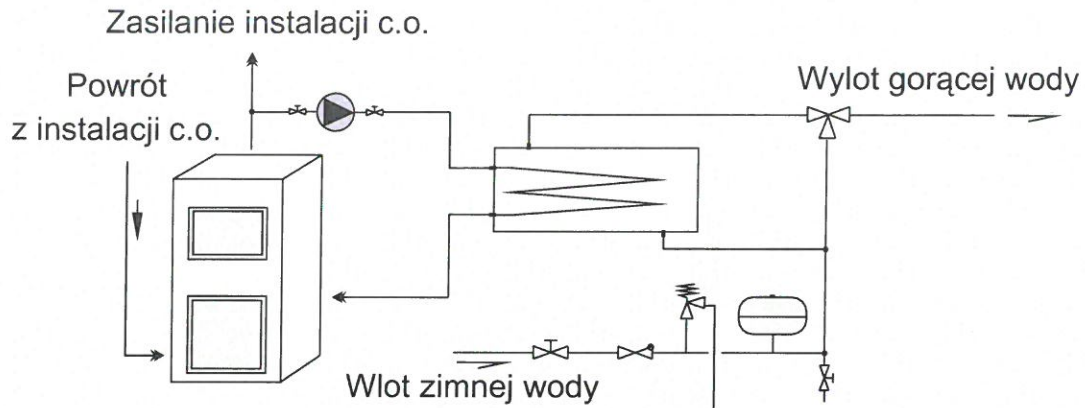 Zasilanie instalacji c.o.
Powrót
z instalacji c.o.
Wylot gorącej wody
Wlot zimnej wody